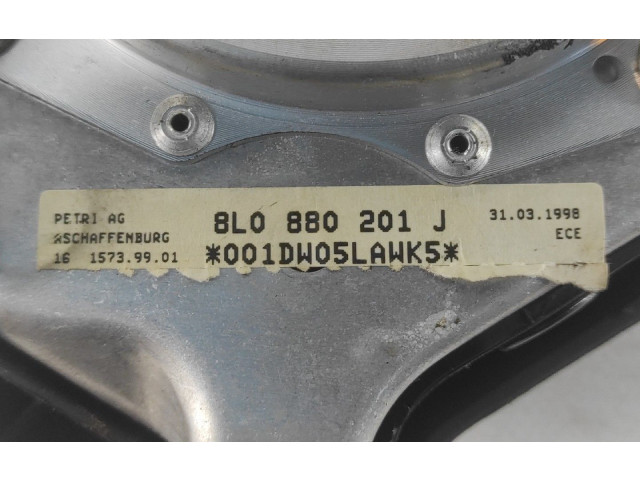 PETRI AG 8L0 880 201 J 31.03.1998
ASCHAFFENBURG ECE
16 1573.99.01 *001DW05LAWK5*